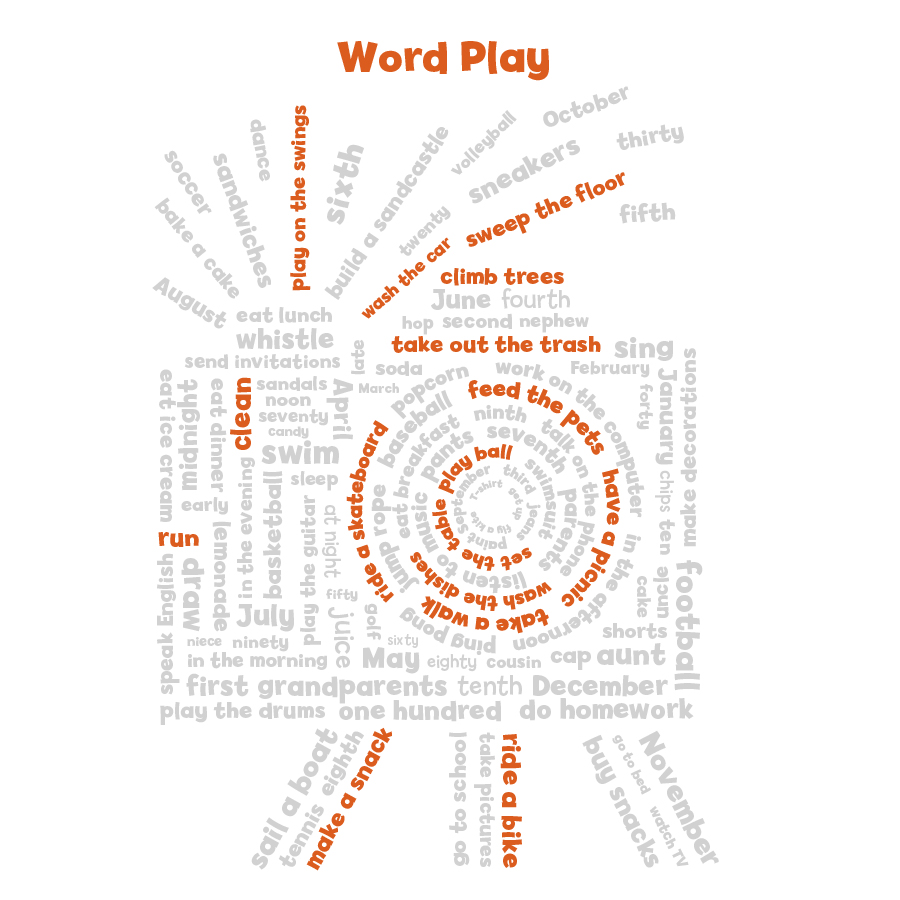 Word Play
October
thirty
volleyball
dance
sneakers
sixth
play on the swings
build a sandcastle
soccer
sandwiches
bake a cake
sweep the floor
fifth
twenty
wash the car
August
climb trees
June fourth
eat lunch
hop second nephew
whistle
take out the trash
sing
late
send invitations
soda
February
March
January
forty
make decorations
eat ice cream
midnight
eat dinner
clean
sandals
noon
seventy
candy
April
swim
sleep
popcorn
work on the computer
feed the pets
baseball
ninth
talk on the phone
breakfast
eat
pants
seventh
play ball
swimsuit
third
September
T-shirt
get up
jeans
fly a kite
paint
parents
set the table
listen to music
wash the dishes
have a picnic
in the afternoon
take a walk
ping pong
jump rope
ride a skateboard
chips
ten
early
in the evening
basketball
play the guitar
at night
run
lemonade
draw
speak English
July
fifty
juice
golf
sixty
niece ninety
in the morning
May
eighty cousin
cap aunt
shorts
cake
uncle
football
first grandparents tenth December
play the drums one hundred do homework
sail a boat
eighth
tennis
make a snack
go to school
take pictures
ride a bike
buy snacks
go to bed
November
watch TV